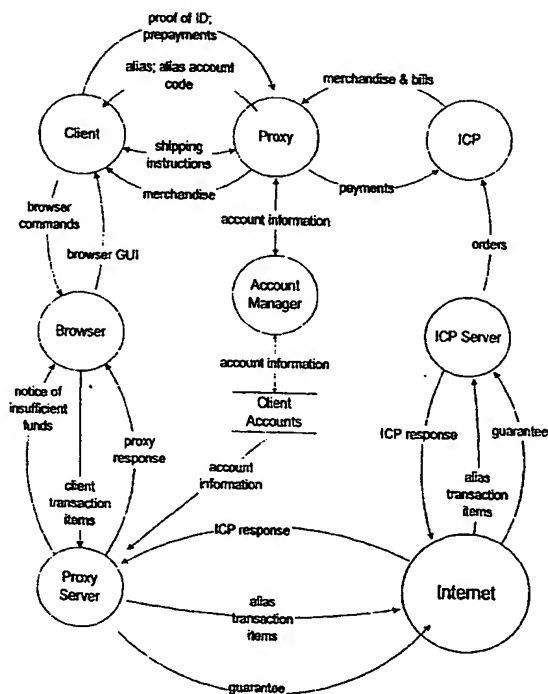 proof of ID;
prepayments
alias; alias account
code
merchandise & bills
Client
Proxy
ICP
shipping
instructions
merchandise
payments
browser
commands
account information
browser GUI
orders
Account
Manager
Browser
ICP Server
account information
notice of
insufficient
funds
Client
Accounts
proxy
response
ICP response
guarantee
account
information
client
transaction
items
alias
transaction
items
ICP response
Proxy
Server
Internet
alias
transaction
items
guarantee